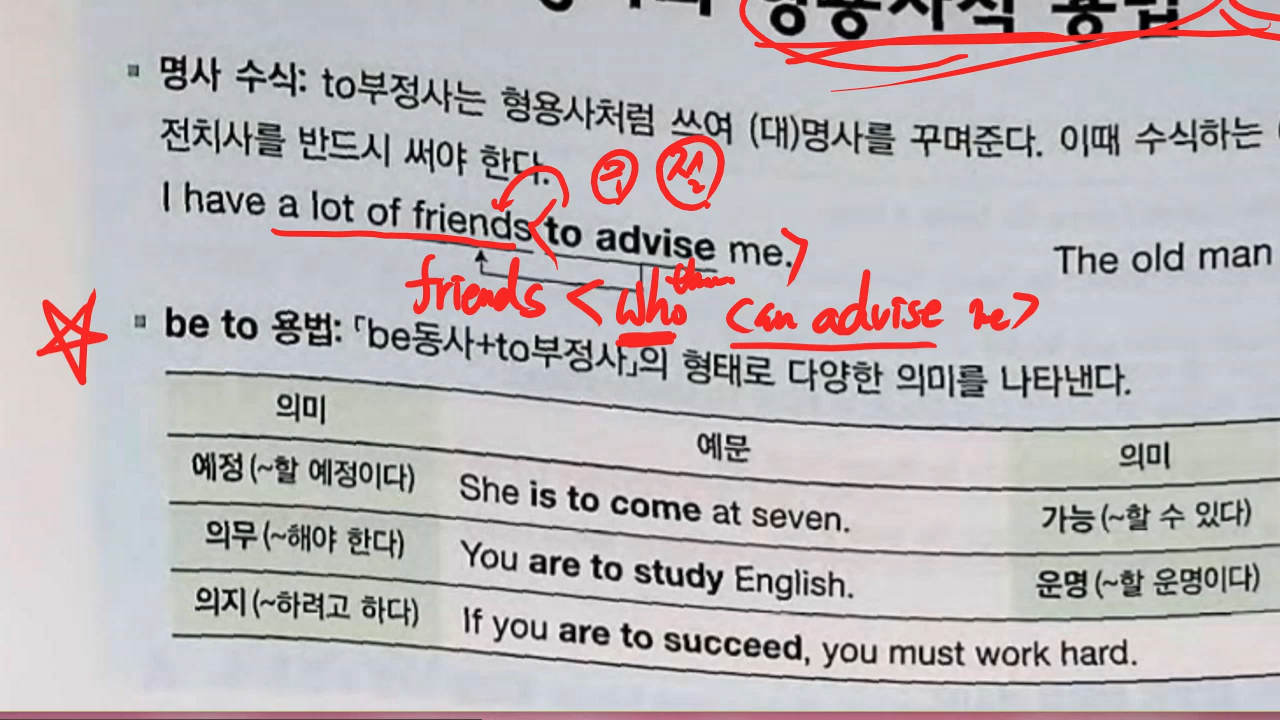 형용사적 용법
명사 수식: to부정사는 형용사처럼 쓰여 (대)명사를 꾸며준다. 이때 수식하는
전치사를 반드시 써야 한다.
I have a lot of friends to advise me.
The old man
friends < who can advise me >
be to 용법: 「be동사+to부정사」의 형태로 다양한 의미를 나타낸다.
의미 예문 의미
예정 (~할 예정이다) She is to come at seven. 가능 (~할 수 있다)
의무 (~해야 한다) You are to study English. 운명 (~할 운명이다)
의지 (~하려고 하다) If you are to succeed, you must work hard.